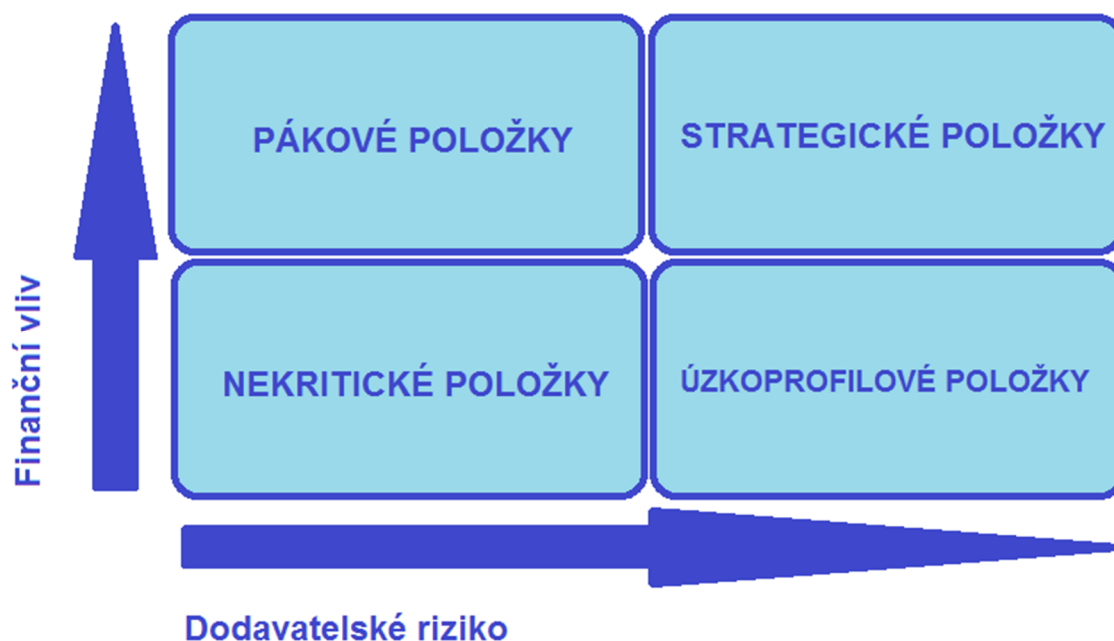 PÁKOVÉ POLOŽKY
STRATEGICKÉ POLOŽKY
NEKRITICKÉ POLOŽKY
ÚZKOPROFILOVÉ POLOŽKY
Finanční vliv
Dodavatelské riziko